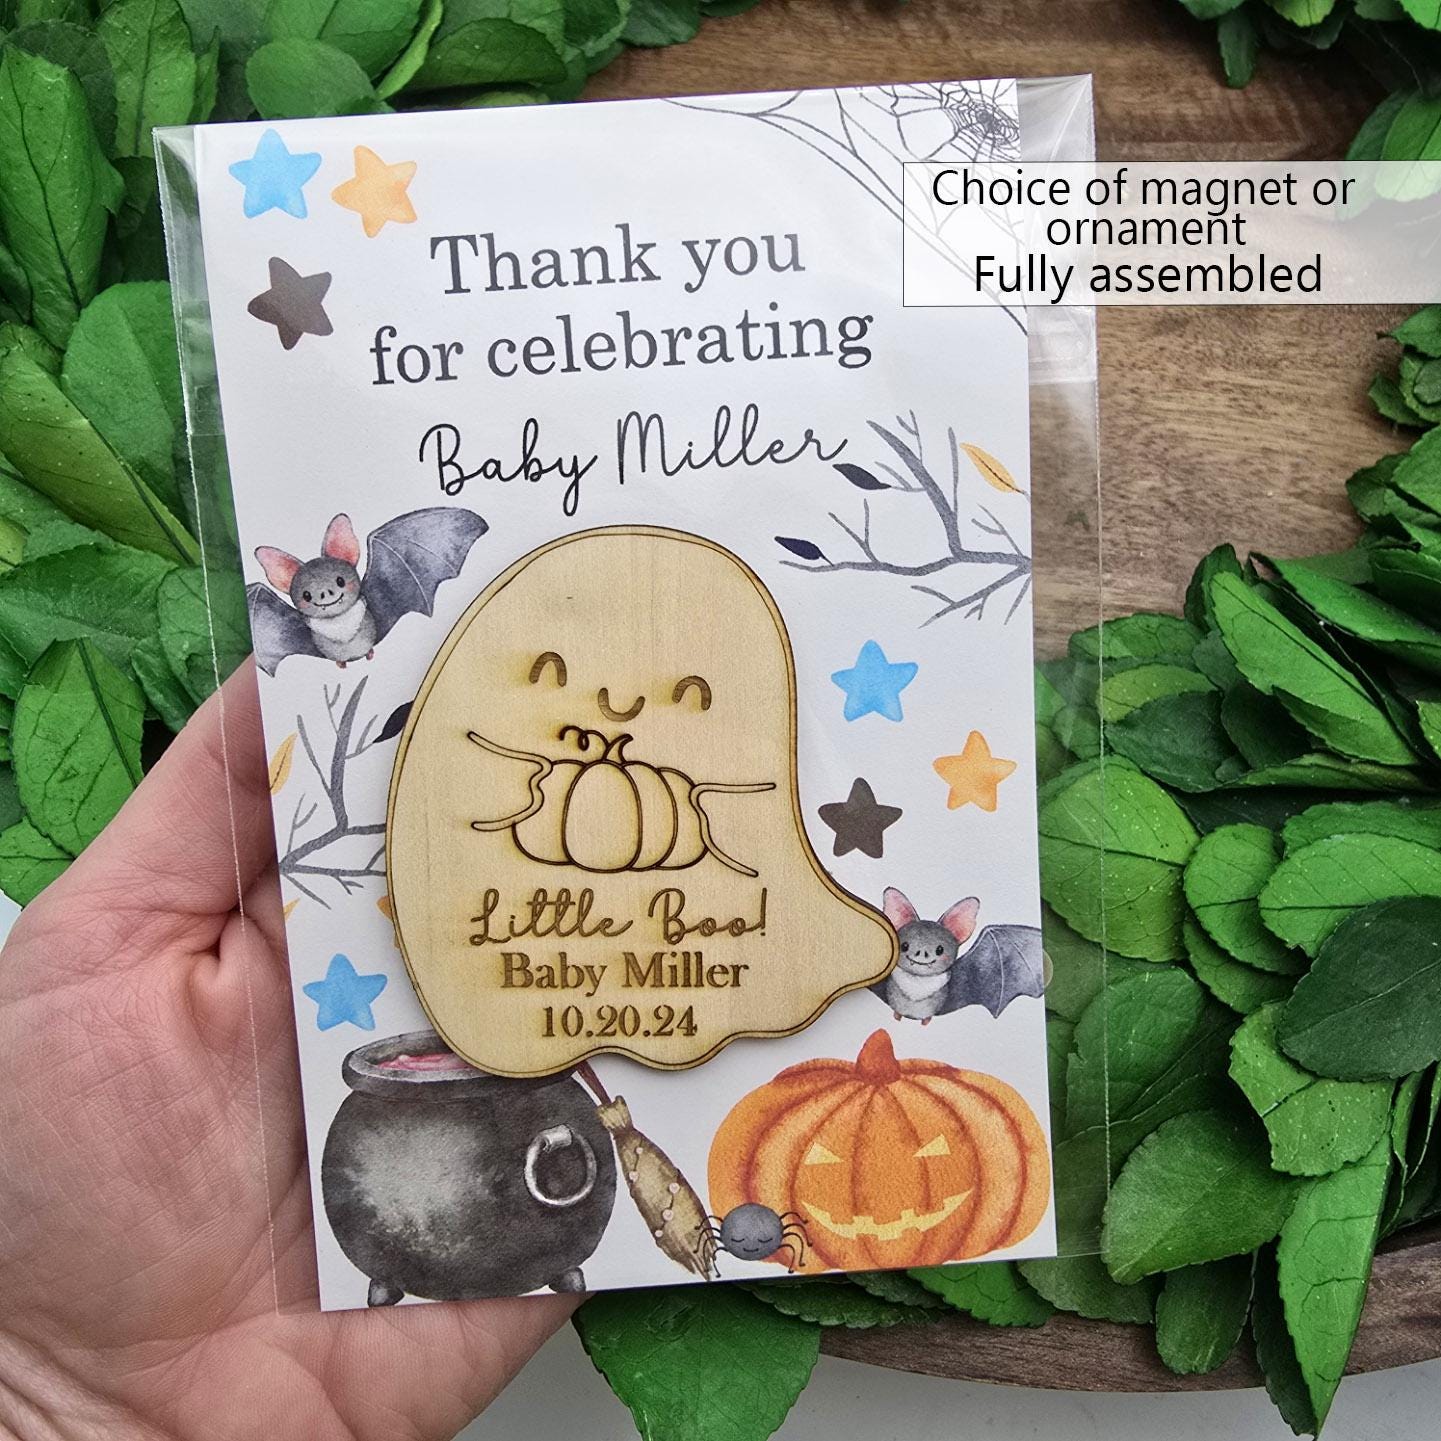 Choice of magnet or
ornament
Fully assembled
Thank you
for celebrating
Baby Miller
Little Boo!
Baby Miller
10.20.24